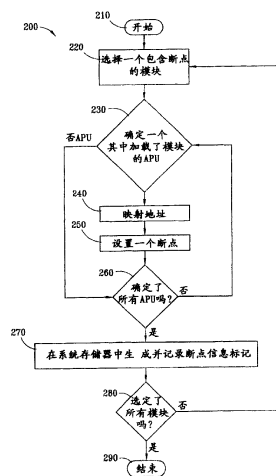 200
210
开始
220
选择一个包含断点
的模块
230
确定一个
其中加载了模块
的APU
否APU
240
映射地址
250
设置一个断点
260
确定了
所有APU吗?
否
是
270
在系统存储器中生成并记录断点信息标记
280
选定了
所有模块
吗?
否
是
290
结束